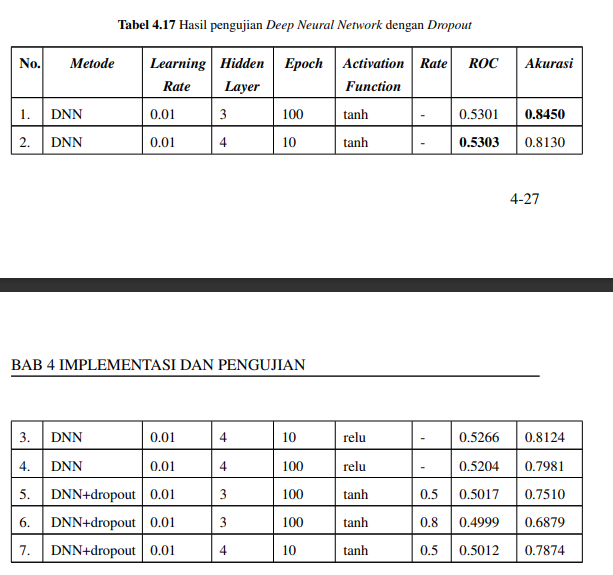 Tabel 4.17 Hasil pengujian Deep Neural Network dengan Dropout
No. Metode Learning Rate Hidden Layer Epoch Activation Function Rate ROC Akurasi
1. DNN 0.01 3 100 tanh - 0.5301 0.8450
2. DNN 0.01 4 10 tanh - 0.5303 0.8130
4-27
BAB 4 IMPLEMENTASI DAN PENGUJIAN
3. DNN 0.01 4 10 relu - 0.5266 0.8124
4. DNN 0.01 4 100 relu - 0.5204 0.7981
5. DNN+dropout 0.01 3 100 tanh 0.5 0.5017 0.7510
6. DNN+dropout 0.01 3 100 tanh 0.8 0.4999 0.6879
7. DNN+dropout 0.01 4 10 tanh 0.5 0.5012 0.7874